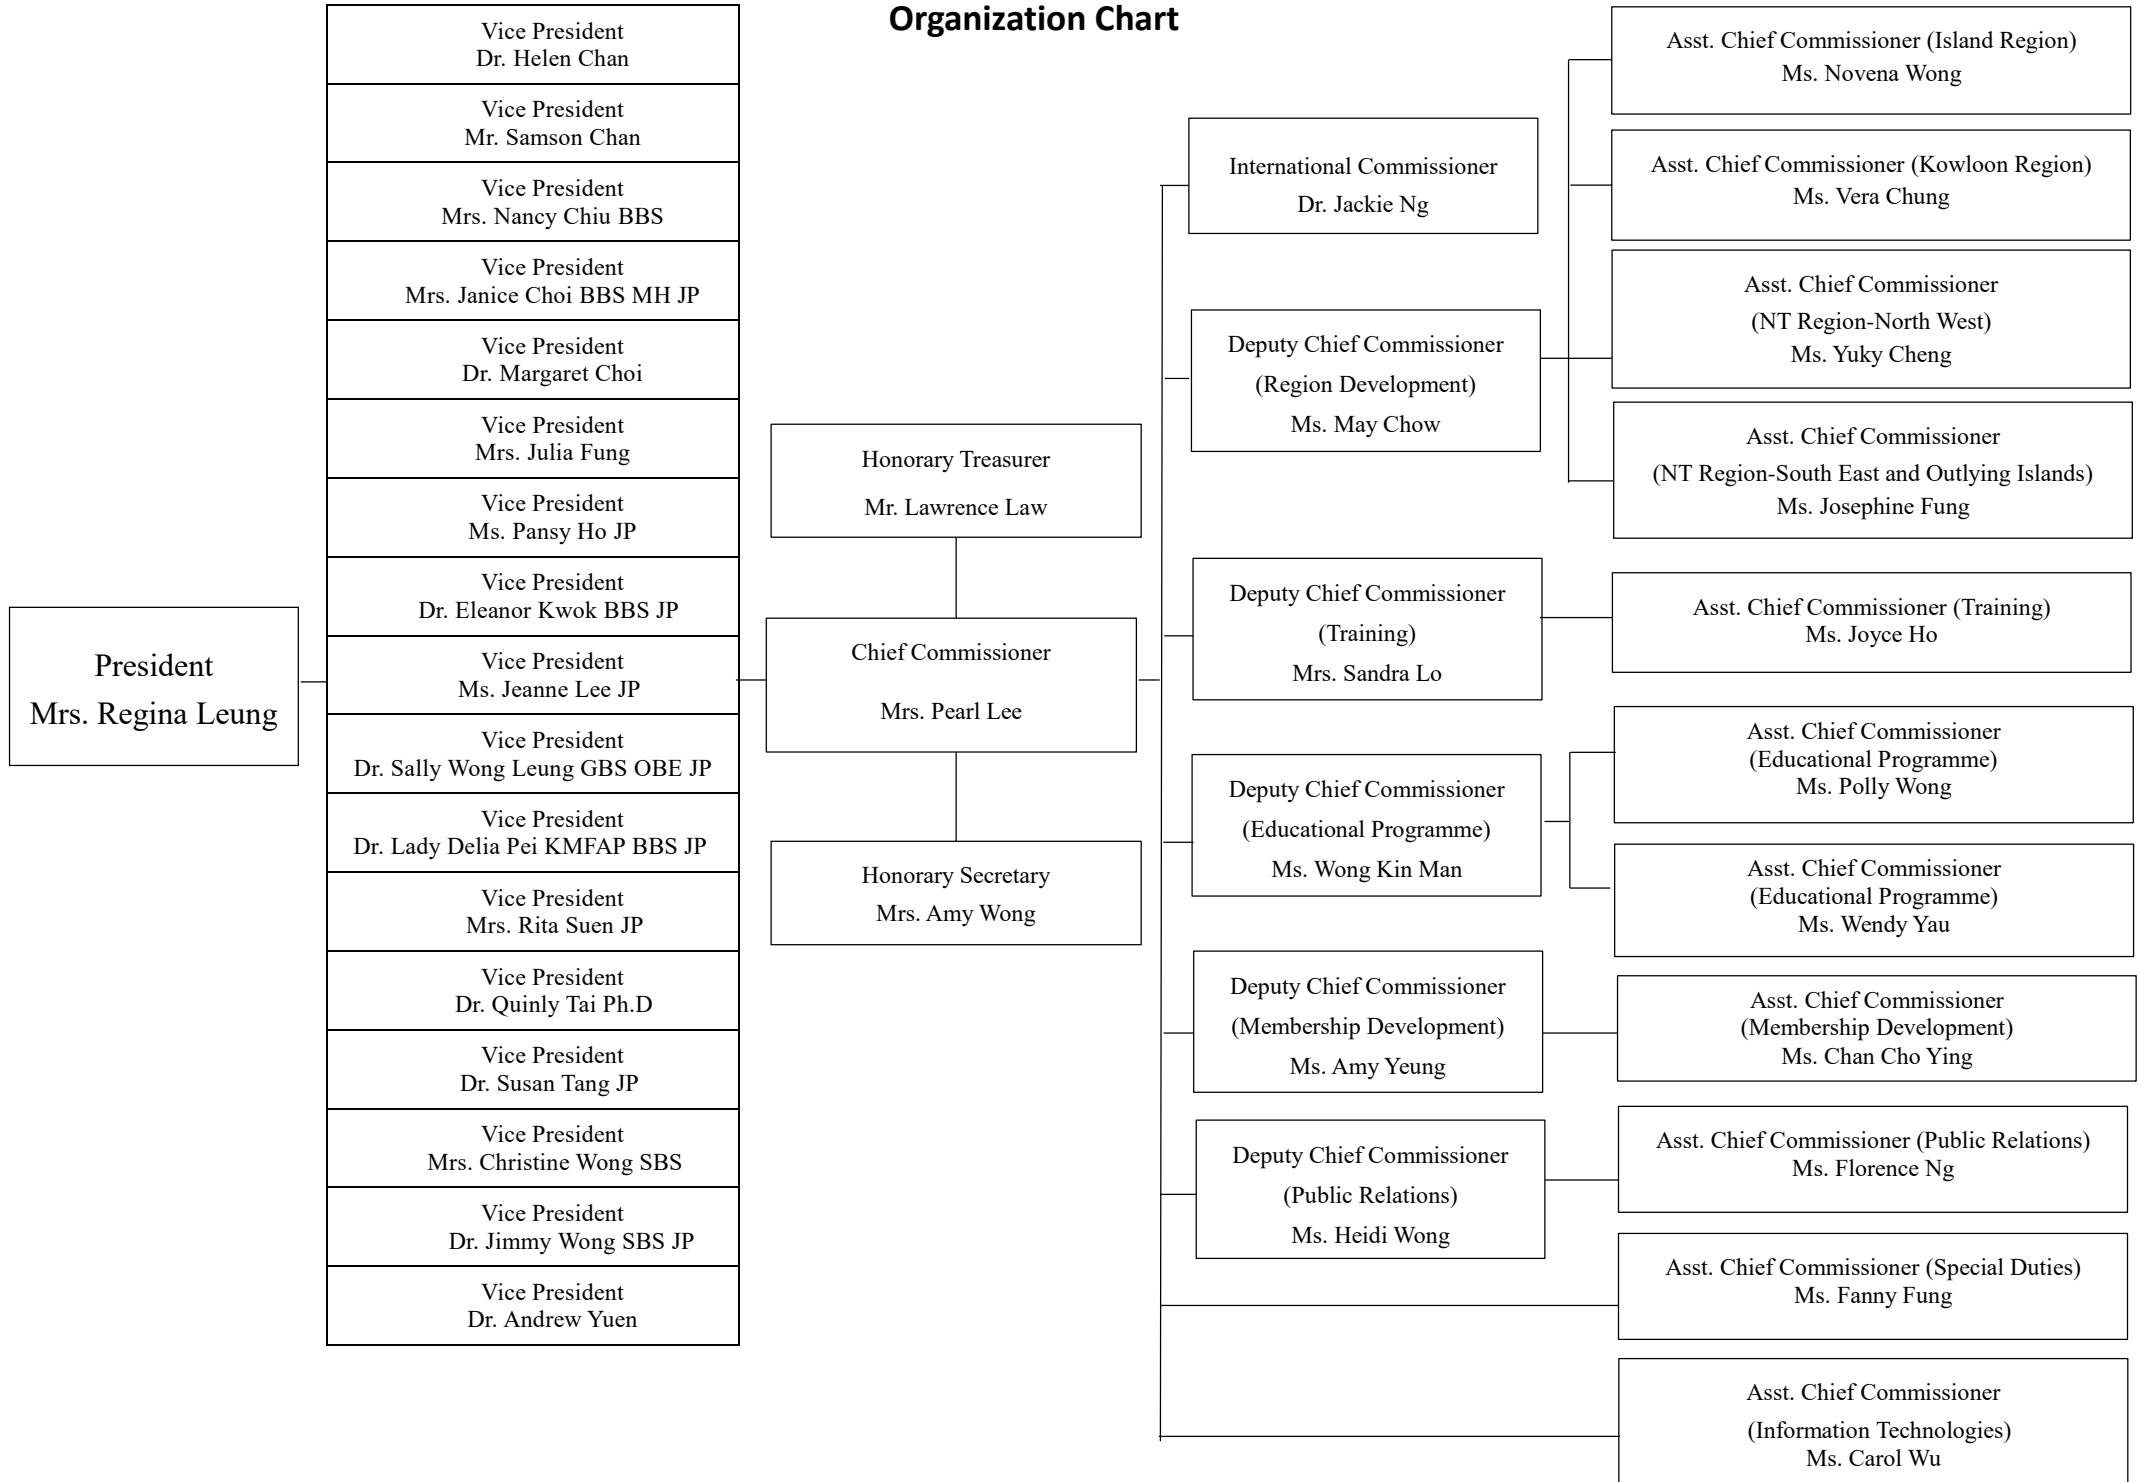 Organization Chart
President
Mrs. Regina Leung
Vice President
Dr. Helen Chan
Vice President
Mr. Samson Chan
Vice President
Mrs. Nancy Chiu BBS
Vice President
Mrs. Janice Choi BBS MH JP
Vice President
Dr. Margaret Choi
Vice President
Mrs. Julia Fung
Vice President
Ms. Pansy Ho JP
Vice President
Dr. Eleanor Kwok BBS JP
Vice President
Ms. Jeanne Lee JP
Vice President
Dr. Sally Wong Leung GBS OBE JP
Vice President
Dr. Lady Delia Pei KMFAP BBS JP
Vice President
Mrs. Rita Suen JP
Vice President
Dr. Quinly Tai Ph.D
Vice President
Dr. Susan Tang JP
Vice President
Mrs. Christine Wong SBS
Vice President
Dr. Jimmy Wong SBS JP
Vice President
Dr. Andrew Yuen
Honorary Treasurer
Mr. Lawrence Law
Chief Commissioner
Mrs. Pearl Lee
Honorary Secretary
Mrs. Amy Wong
International Commissioner
Dr. Jackie Ng
Deputy Chief Commissioner
(Region Development)
Ms. May Chow
Deputy Chief Commissioner
(Training)
Mrs. Sandra Lo
Deputy Chief Commissioner
(Educational Programme)
Ms. Wong Kin Man
Deputy Chief Commissioner
(Membership Development)
Ms. Amy Yeung
Deputy Chief Commissioner
(Public Relations)
Ms. Heidi Wong
Asst. Chief Commissioner (Island Region)
Ms. Novena Wong
Asst. Chief Commissioner (Kowloon Region)
Ms. Vera Chung
Asst. Chief Commissioner
(NT Region-North West)
Ms. Yuky Cheng
Asst. Chief Commissioner
(NT Region-South East and Outlying Islands)
Ms. Josephine Fung
Asst. Chief Commissioner (Training)
Ms. Joyce Ho
Asst. Chief Commissioner
(Educational Programme)
Ms. Polly Wong
Asst. Chief Commissioner
(Educational Programme)
Ms. Wendy Yau
Asst. Chief Commissioner
(Membership Development)
Ms. Chan Cho Ying
Asst. Chief Commissioner (Public Relations)
Ms. Florence Ng
Asst. Chief Commissioner (Special Duties)
Ms. Fanny Fung
Asst. Chief Commissioner
(Information Technologies)
Ms. Carol Wu